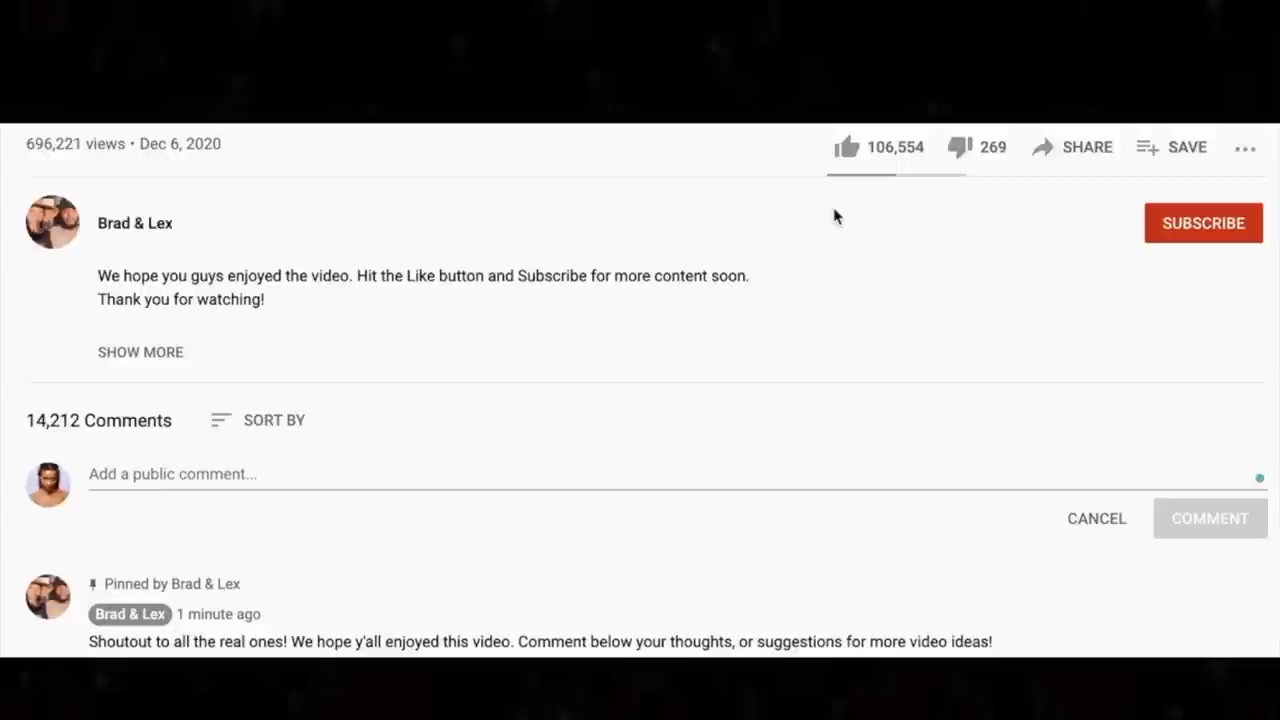 696,221 views • Dec 6, 2020
106,554 269 SHARE SAVE
Brad & Lex
SUBSCRIBE
We hope you guys enjoyed the video. Hit the Like button and Subscribe for more content soon.
Thank you for watching!
SHOW MORE
14,212 Comments SORT BY
Add a public comment...
CANCEL COMMENT
Pinned by Brad & Lex
Brad & Lex 1 minute ago
Shoutout to all the real ones! We hope y'all enjoyed this video. Comment below your thoughts, or suggestions for more video ideas!